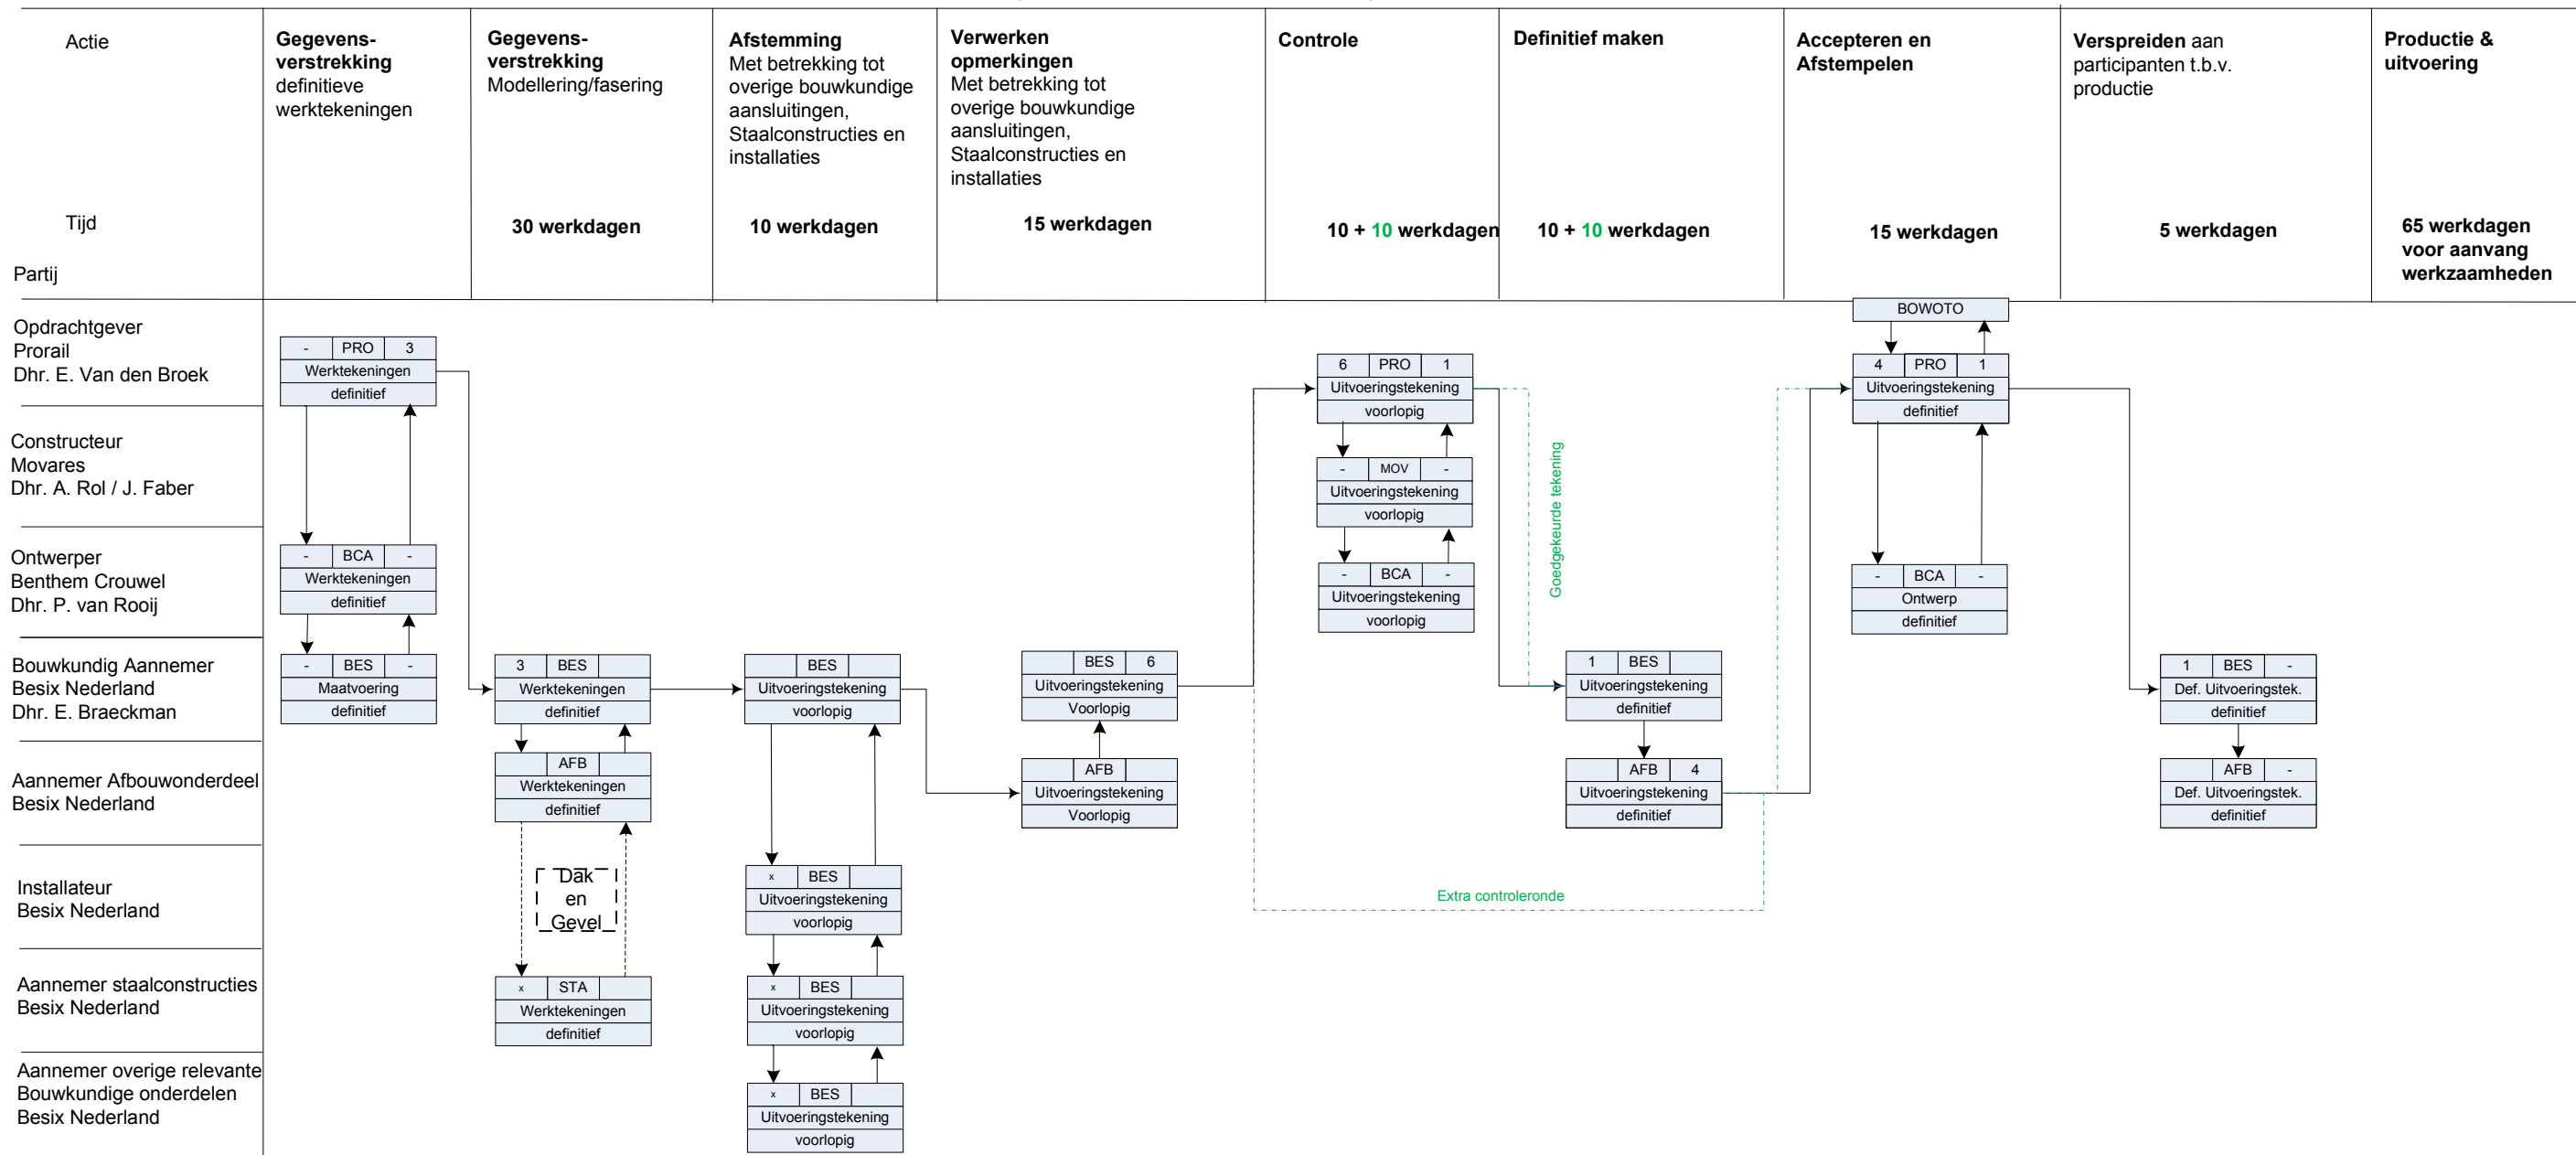 Actie
Gegevens-
verstrekking
definitieve
werktekeningen
Gegevens-
verstrekking
Modellering/fasering
Afstemming
Met betrekking tot
overige bouwkundige
aansluitingen,
Staalconstructies en
installaties
Verwerken
opmerkingen
Met betrekking tot
overige bouwkundige
aansluitingen,
Staalconstructies en
installaties
Controle
Definitief maken
Accepteren en
Afstempelen
Verspreiden aan
participanten t.b.v.
productie
Productie &
uitvoering
Tijd
30 werkdagen
10 werkdagen
15 werkdagen
10 + 10 werkdagen
10 + 10 werkdagen
15 werkdagen
5 werkdagen
65 werkdagen
voor aanvang
werkzaamheden
Partij
Opdrachtgever
Prorail
Dhr. E. Van den Broek
- PRO 3
Werktekeningen
definitief
6 PRO 1
Uitvoeringstekening
voorlopig
BOWOTO
4 PRO 1
Uitvoeringstekening
definitief
Constructeur
Movares
Dhr. A. Rol / J. Faber
- MOV -
Uitvoeringstekening
voorlopig
Goedgekeurde tekening
Ontwerper
Benthem Crouwel
Dhr. P. van Rooij
- BCA -
Werktekeningen
definitief
- BCA -
Uitvoeringstekening
voorlopig
- BCA -
Ontwerp
definitief
Bouwkundig Aannemer
Besix Nederland
Dhr. E. Braeckman
- BES -
Maatvoering
definitief
3 BES
Werktekeningen
definitief
BES
Uitvoeringstekening
voorlopig
BES 6
Uitvoeringstekening
Voorlopig
1 BES
Uitvoeringstekening
definitief
1 BES -
Def. Uitvoeringstek.
definitief
Aannemer Afbouwonderdeel
Besix Nederland
AFB
Werktekeningen
definitief
AFB
Uitvoeringstekening
Voorlopig
AFB 4
Uitvoeringstekening
definitief
AFB -
Def. Uitvoeringstek.
definitief
Installateur
Besix Nederland
Dak
en
Gevel
x BES
Uitvoeringstekening
voorlopig
Extra controleronde
Aannemer staalconstructies
Besix Nederland
x STA
Werktekeningen
definitief
x BES
Uitvoeringstekening
voorlopig
Aannemer overige relevante
Bouwkundige onderdelen
Besix Nederland
x BES
Uitvoeringstekening
voorlopig